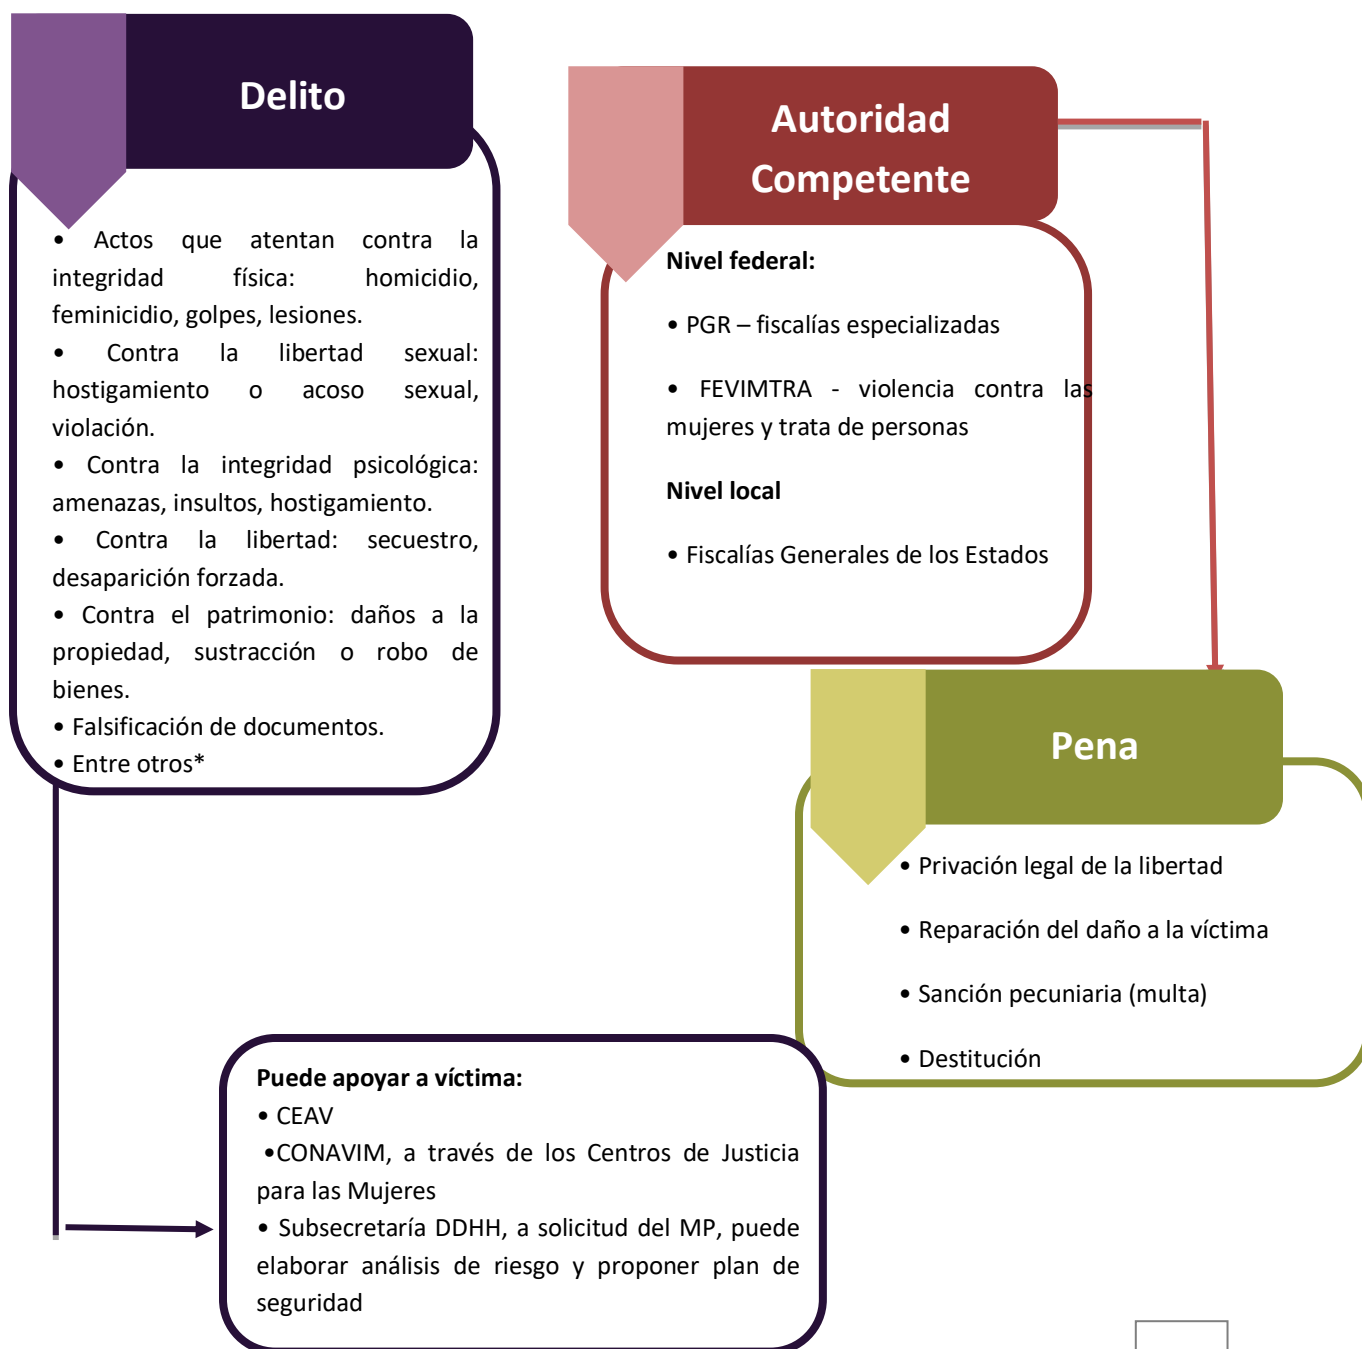 Delito
• Actos que atentan contra la
integridad física: homicidio,
feminicidio, golpes, lesiones.
• Contra la libertad sexual:
hostigamiento o acoso sexual,
violación.
• Contra la integridad psicológica:
amenazas, insultos, hostigamiento.
• Contra la libertad: secuestro,
desaparición forzada.
• Contra el patrimonio: daños a la
propiedad, sustracción o robo de
bienes.
• Falsificación de documentos.
• Entre otros*
Autoridad
Competente
Nivel federal:
• PGR – fiscalías especializadas
• FEVIMTRA - violencia contra las
mujeres y trata de personas
Nivel local
• Fiscalías Generales de los Estados
Pena
• Privación legal de la libertad
• Reparación del daño a la víctima
• Sanción pecuniaria (multa)
• Destitución
Puede apoyar a víctima:
• CEAV
•CONAVIM, a través de los Centros de Justicia
para las Mujeres
• Subsecretaría DDHH, a solicitud del MP, puede
elaborar análisis de riesgo y proponer plan de
seguridad